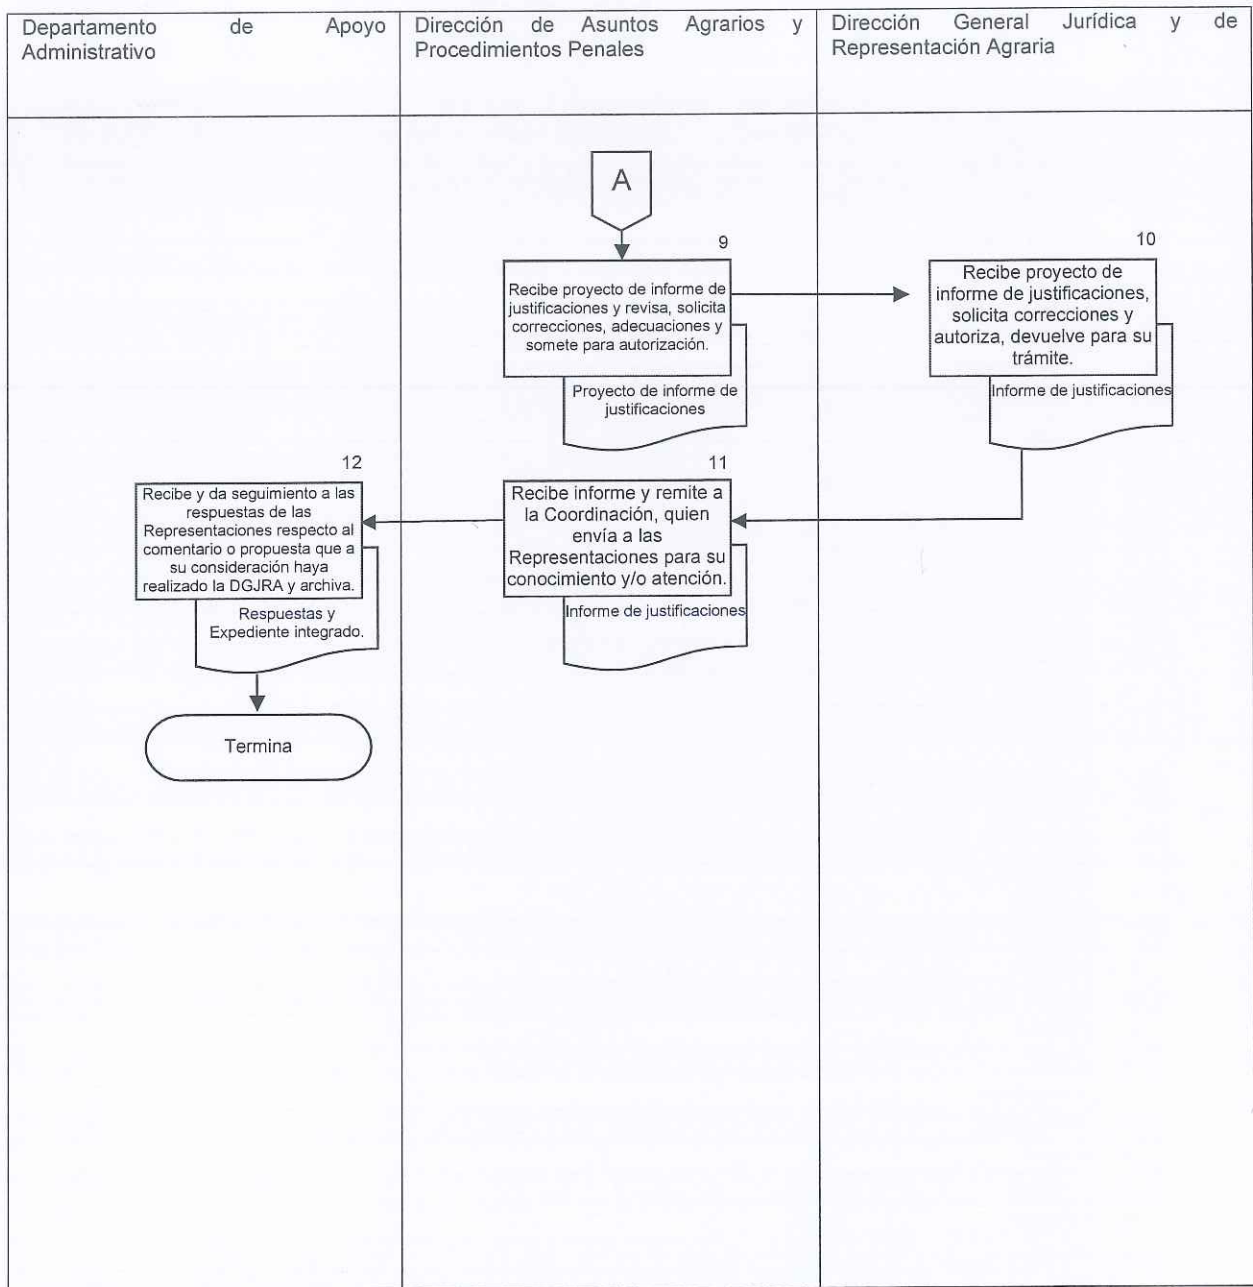 Departamento de Apoyo
Administrativo
Dirección de Asuntos Agrarios y
Procedimientos Penales
Dirección General Jurídica y de
Representación Agraria
A
9
Recibe proyecto de informe de
justificaciones y revisa, solicita
correcciones, adecuaciones y
somete para autorización.
Proyecto de informe de
justificaciones
10
Recibe proyecto de
informe de justificaciones,
solicita correcciones y
autoriza, devuelve para su
trámite.
Informe de justificaciones
11
Recibe informe y remite a
la Coordinación, quien
envía a las
Representaciones para su
conocimiento y/o atención.
Informe de justificaciones
12
Recibe y da seguimiento a las
respuestas de las
Representaciones respecto al
comentario o propuesta que a
su consideración haya
realizado la DGJRA y archiva.
Respuestas y
Expediente integrado.
Termina